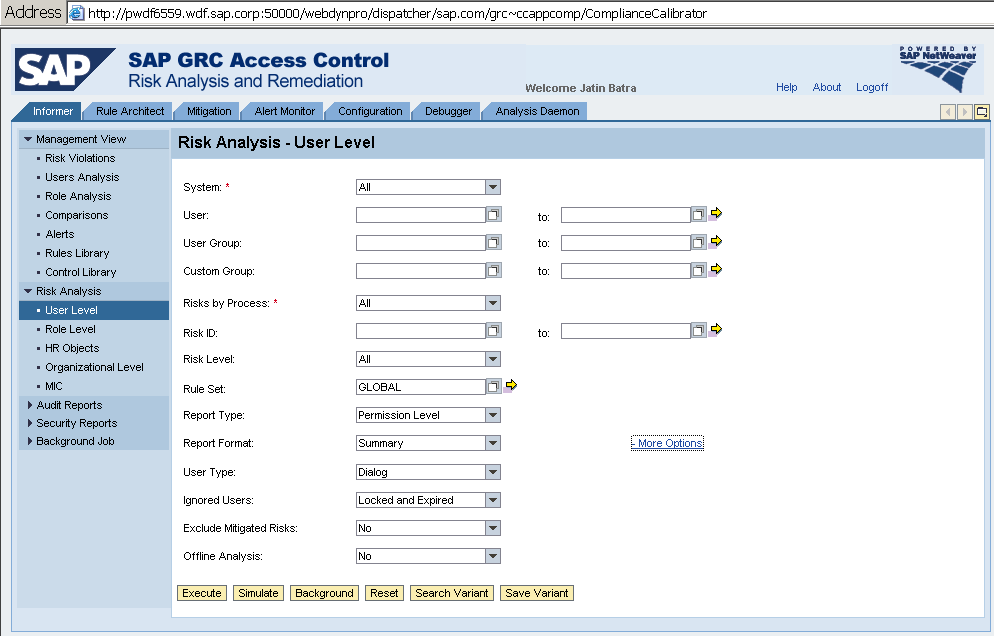 Address http://pwdf6559.wdf.sap.corp:50000/webdynpro/dispatcher/sap.com/grc~ccappcomp/ComplianceCalibrator
SAP
SAP GRC Access Control
Risk Analysis and Remediation
Welcome Jatin Batra
Help About Logoff
POWERED BY
SAP NetWeaver
Informer Rule Architect Mitigation Alert Monitor Configuration Debugger Analysis Daemon
Management View
Risk Violations
Users Analysis
Role Analysis
Comparisons
Alerts
Rules Library
Control Library
Risk Analysis
User Level
Role Level
HR Objects
Organizational Level
MIC
Audit Reports
Security Reports
Background Job
Risk Analysis - User Level
System: * All
User: to:
User Group: to:
Custom Group: to:
Risks by Process: * All
Risk ID: to:
Risk Level: All
Rule Set: GLOBAL
Report Type: Permission Level
Report Format: Summary - More Options
User Type: Dialog
Ignored Users: Locked and Expired
Exclude Mitigated Risks: No
Offline Analysis: No
Execute Simulate Background Reset Search Variant Save Variant